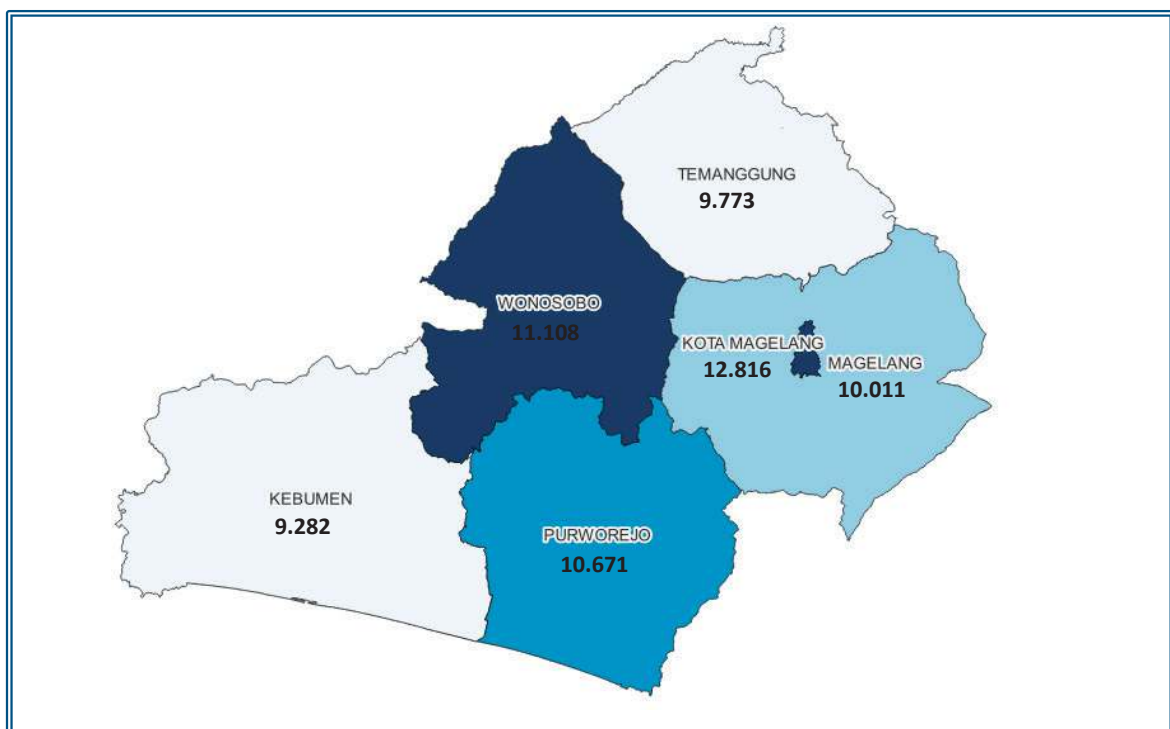 TEMANGGUNG
9.773
WONOSOBO
11.108
KOTA MAGELANG
12.816
MAGELANG
10.011
KEBUMEN
9.282
PURWOREJO
10.671